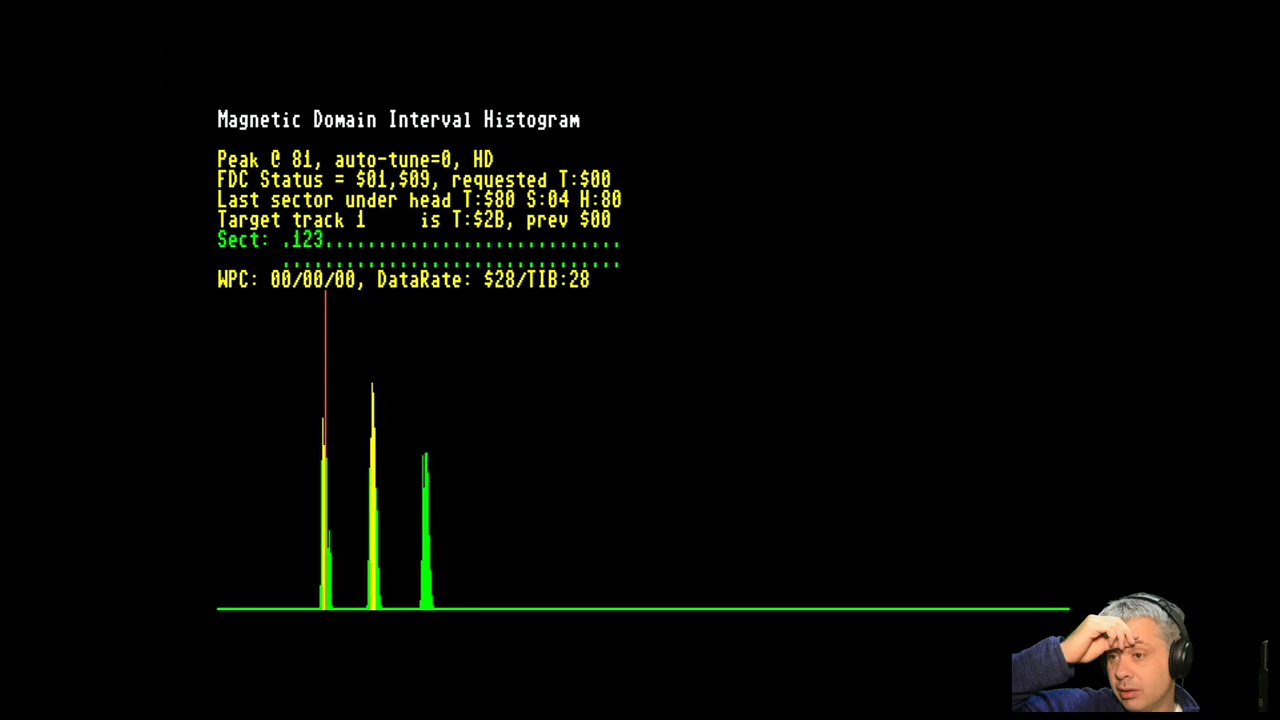 Magnetic Domain Interval Histogram
Peak @ 81, auto-tune=0, HD
FDC Status = $01,$09, requested T:$00
Last sector under head T:$80 S:04 H:80
Target track 1     is T:$2B, prev $00
Sect: .123............................
................................
WPC: 00/00/00, DataRate: $28/TIB:28